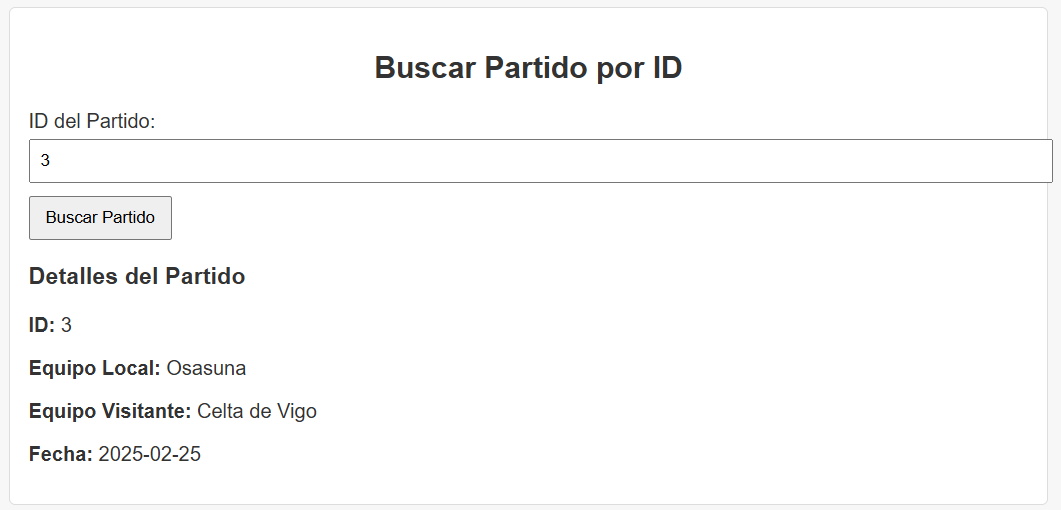 Buscar Partido por ID
ID del Partido:
3
Buscar Partido
Detalles del Partido
ID: 3
Equipo Local: Osasuna
Equipo Visitante: Celta de Vigo
Fecha: 2025-02-25